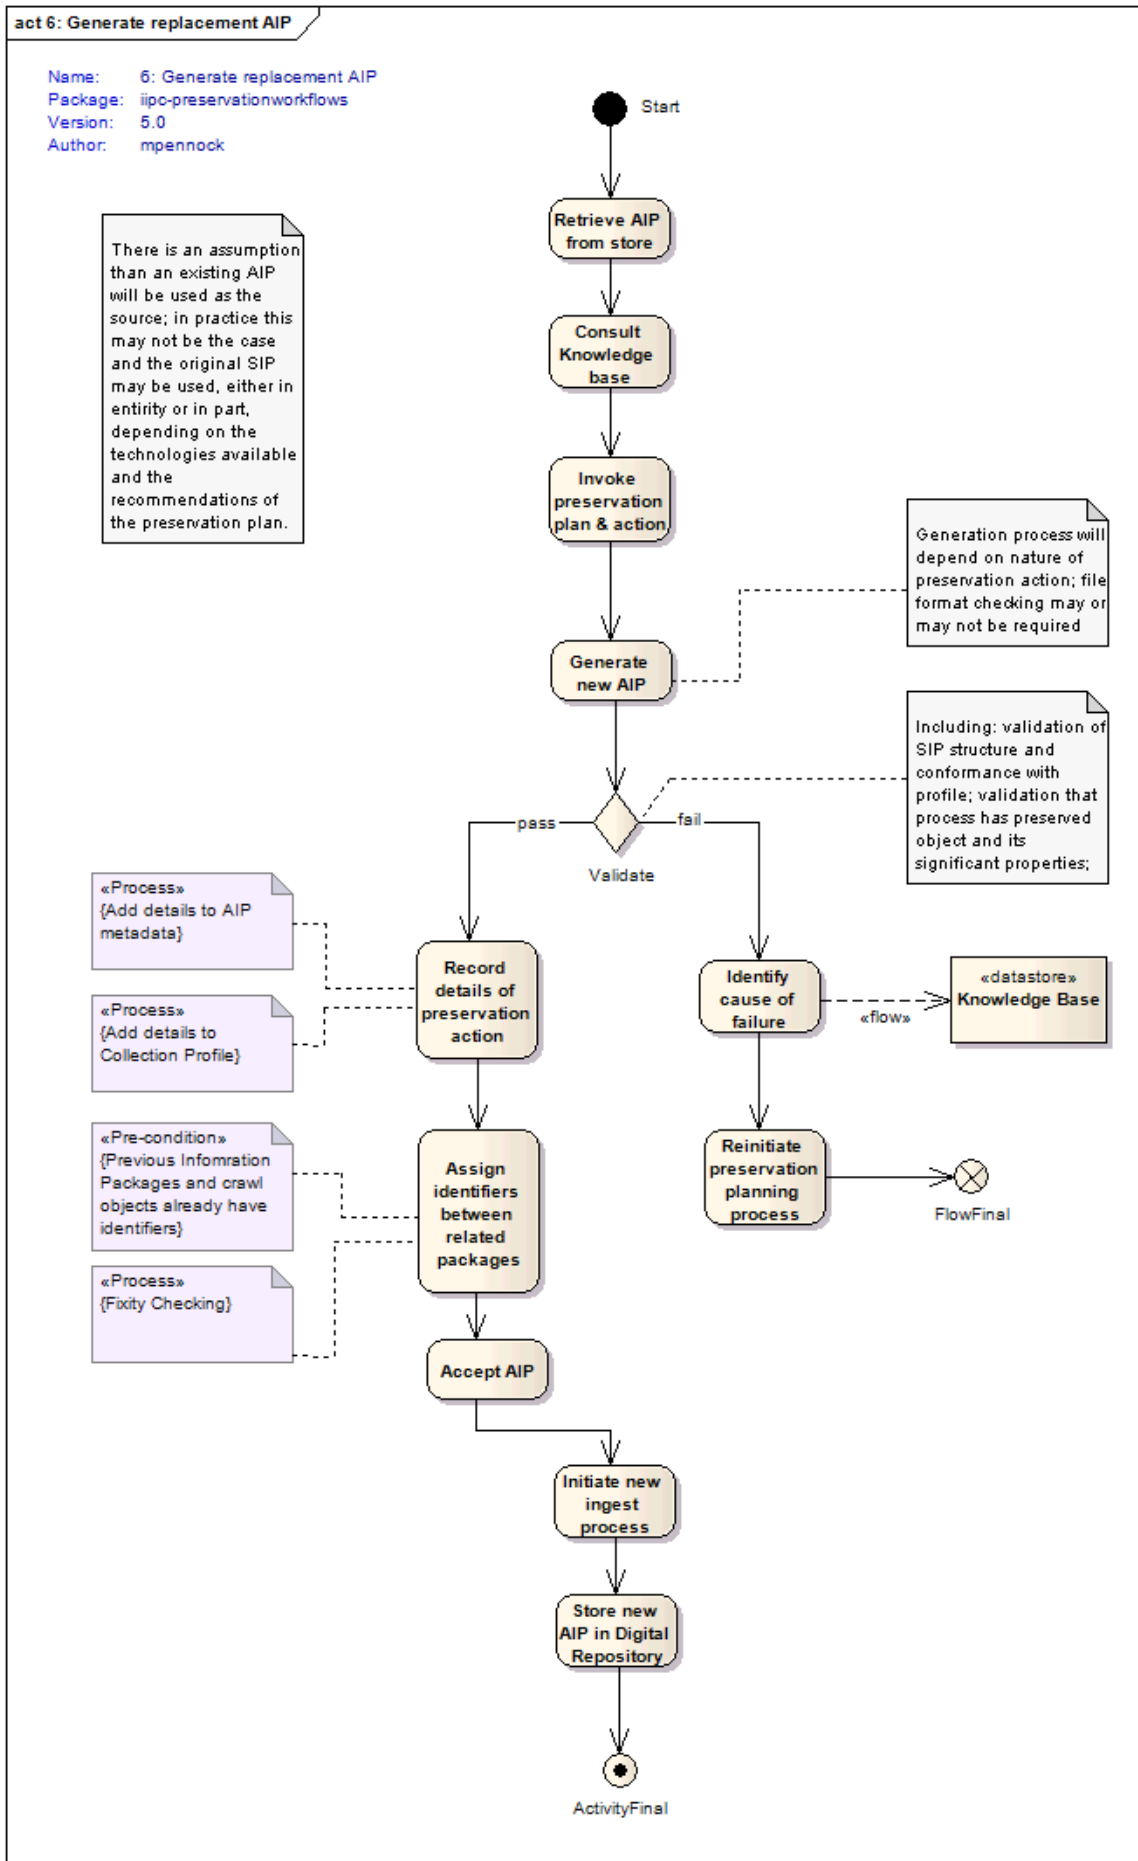 act 6: Generate replacement AIP
Name: 6: Generate replacement AIP
Package: iipc-preservationworkflows
Version: 5.0
Author: mpennock
Start
Retrieve AIP
from store
There is an assumption
than an existing AIP
will be used as the
source; in practice this
may not be the case
and the original SIP
may be used, either in
entirity or in part,
depending on the
technologies available
and the
recommendations of
the preservation plan.
Consult
Knowledge
base
Invoke
preservation
plan & action
Generation process will
depend on nature of
preservation action; file
format checking may or
may not be required
Generate
new AIP
Including: validation of
SIP structure and
conformance with
profile; validation that
process has preserved
object and its
significant properties;
pass
fail
Validate
«Process»
{Add details to AIP
metadata}
Record
details of
preservation
action
Identify
cause of
failure
«flow»
«datastore»
Knowledge Base
«Process»
{Add details to
Collection Profile}
«Pre-condition»
{Previous Infomration
Packages and crawl
objects already have
identifiers}
Assign
identifiers
between
related
packages
Reinitiate
preservation
planning
process
FlowFinal
«Process»
{Fixity Checking}
Accept AIP
Initiate new
ingest
process
Store new
AIP in Digital
Repository
ActivityFinal